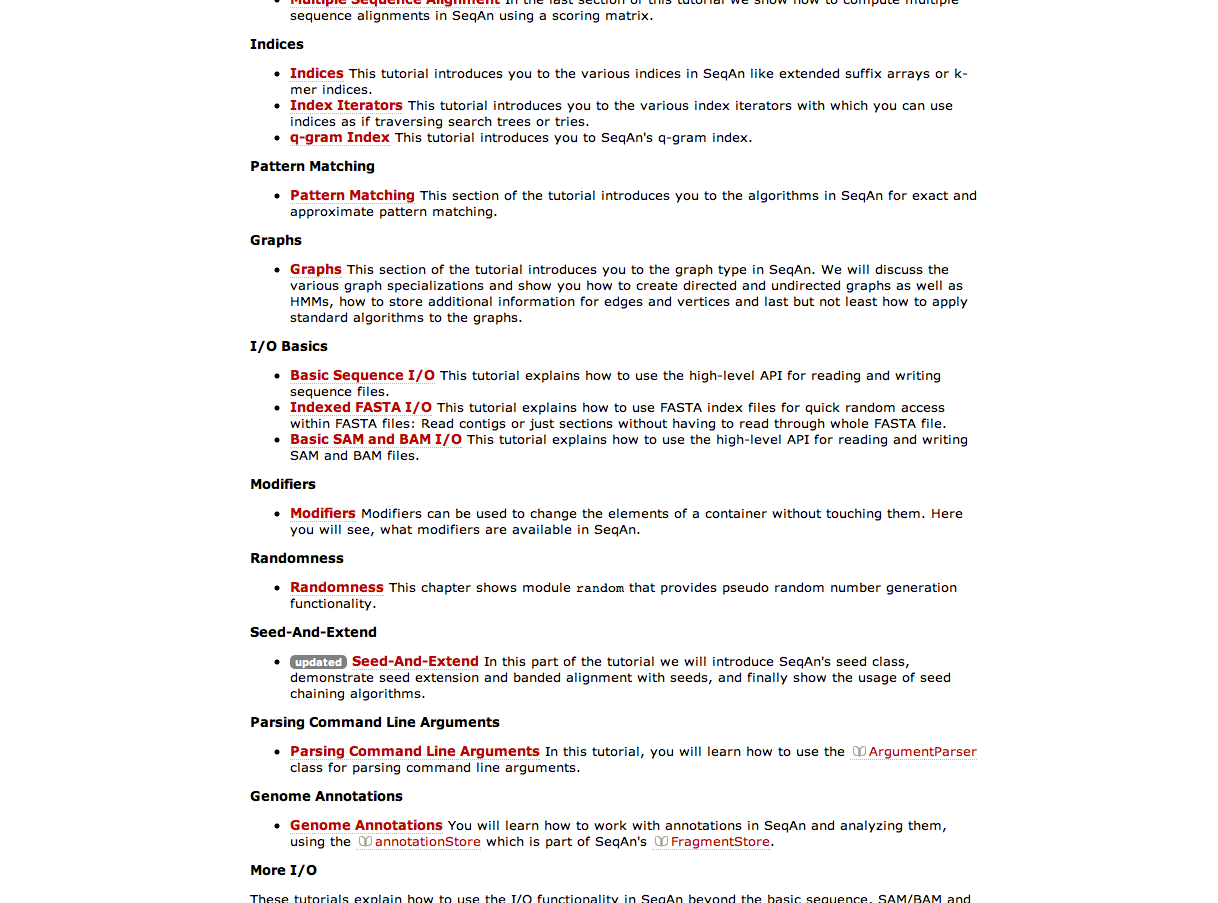 Multiple Sequence Alignment In the last section of this tutorial we show how to compute multiple
sequence alignments in SeqAn using a scoring matrix.
Indices
Indices This tutorial introduces you to the various indices in SeqAn like extended suffix arrays or k-
mer indices.
Index Iterators This tutorial introduces you to the various index iterators with which you can use
indices as if traversing search trees or tries.
q-gram Index This tutorial introduces you to SeqAn's q-gram index.
Pattern Matching
Pattern Matching This section of the tutorial introduces you to the algorithms in SeqAn for exact and
approximate pattern matching.
Graphs
Graphs This section of the tutorial introduces you to the graph type in SeqAn. We will discuss the
various graph specializations and show you how to create directed and undirected graphs as well as
HMMs, how to store additional information for edges and vertices and last but not least how to apply
standard algorithms to the graphs.
I/O Basics
Basic Sequence I/O This tutorial explains how to use the high-level API for reading and writing
sequence files.
Indexed FASTA I/O This tutorial explains how to use FASTA index files for quick random access
within FASTA files: Read contigs or just sections without having to read through whole FASTA file.
Basic SAM and BAM I/O This tutorial explains how to use the high-level API for reading and writing
SAM and BAM files.
Modifiers
Modifiers Modifiers can be used to change the elements of a container without touching them. Here
you will see, what modifiers are available in SeqAn.
Randomness
Randomness This chapter shows module random that provides pseudo random number generation
functionality.
Seed-And-Extend
updated Seed-And-Extend In this part of the tutorial we will introduce SeqAn's seed class,
demonstrate seed extension and banded alignment with seeds, and finally show the usage of seed
chaining algorithms.
Parsing Command Line Arguments
Parsing Command Line Arguments In this tutorial, you will learn how to use the ArgumentParser
class for parsing command line arguments.
Genome Annotations
Genome Annotations You will learn how to work with annotations in SeqAn and analyzing them,
using the annotationStore which is part of SeqAn's FragmentStore.
More I/O
These tutorials explain how to use the I/O functionality in SeqAn beyond the basic sequence, SAM/BAM and